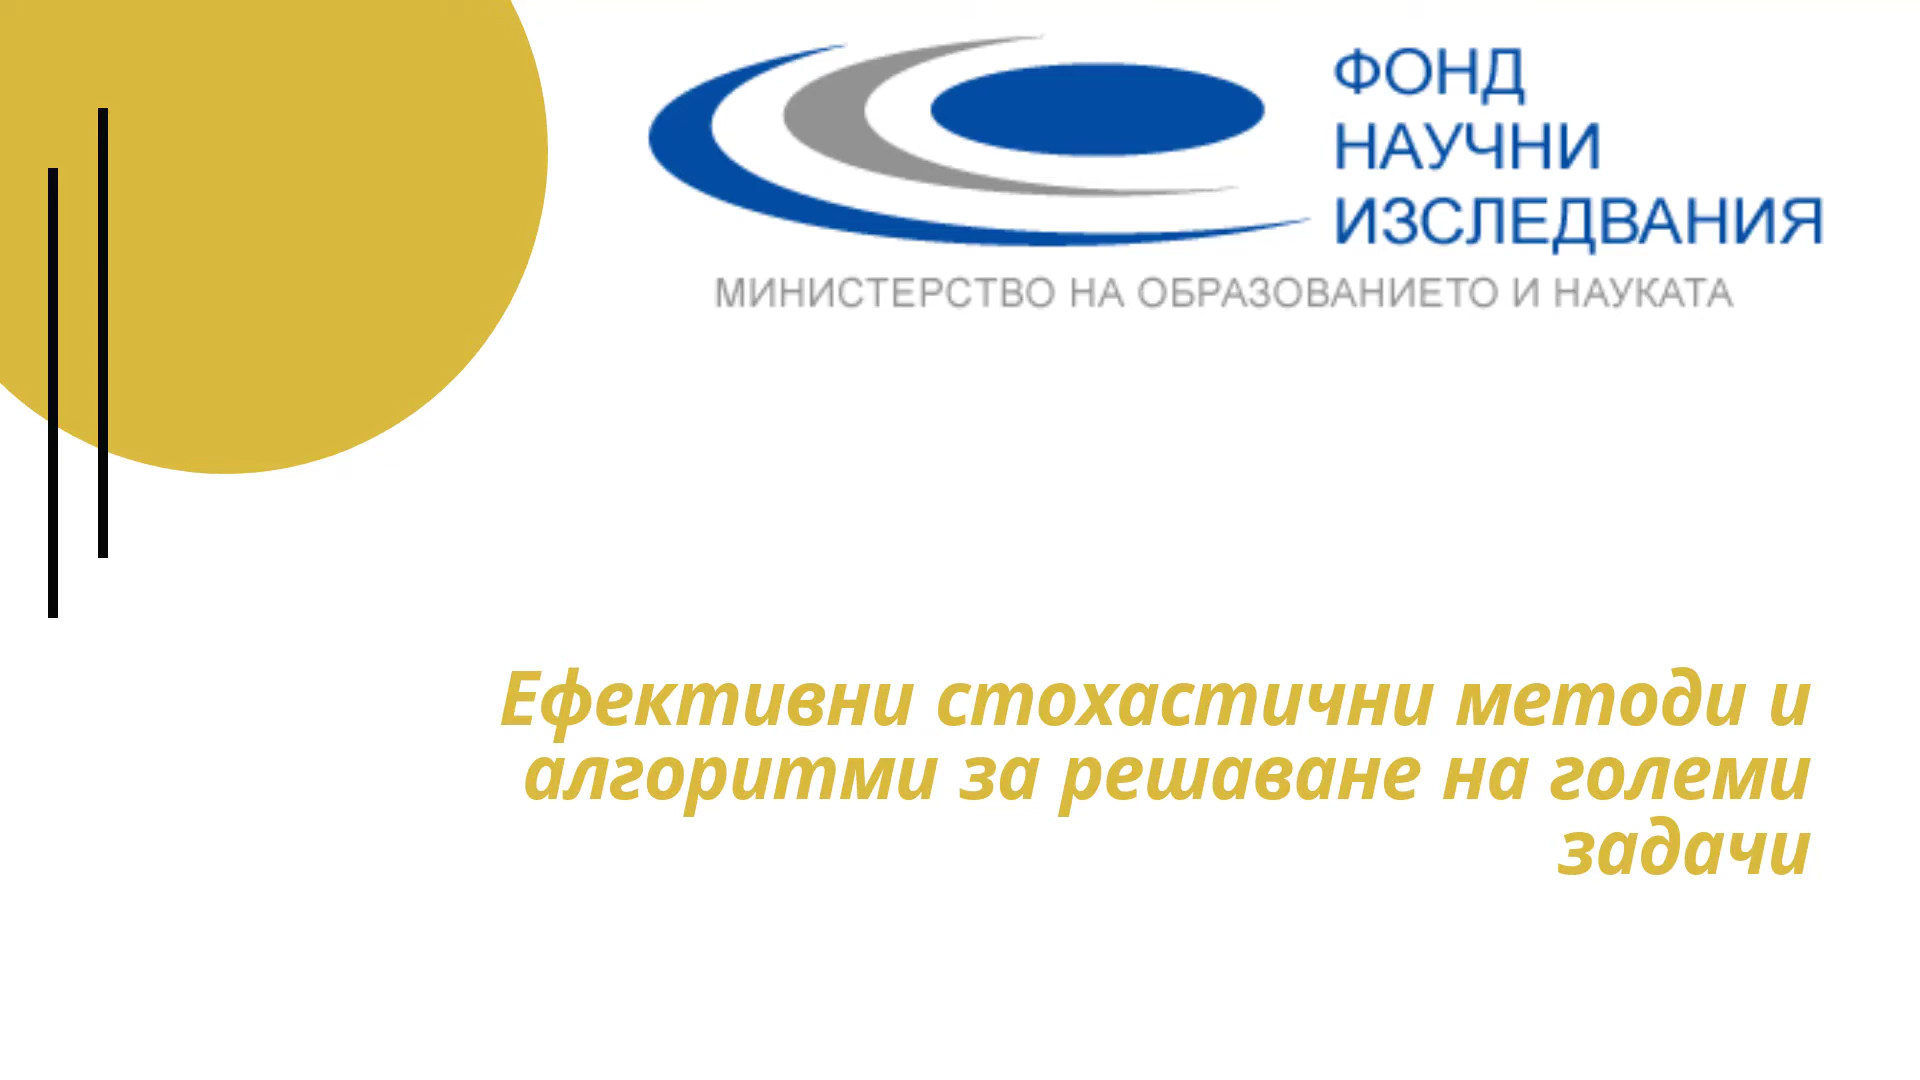 ФОНД
НАУЧНИ
ИЗСЛЕДВАНИЯ
МИНИСТЕРСТВО НА ОБРАЗОВАНИЕТО И НАУКАТА
Ефективни стохастични методи и
алгоритми за решаване на големи
задачи